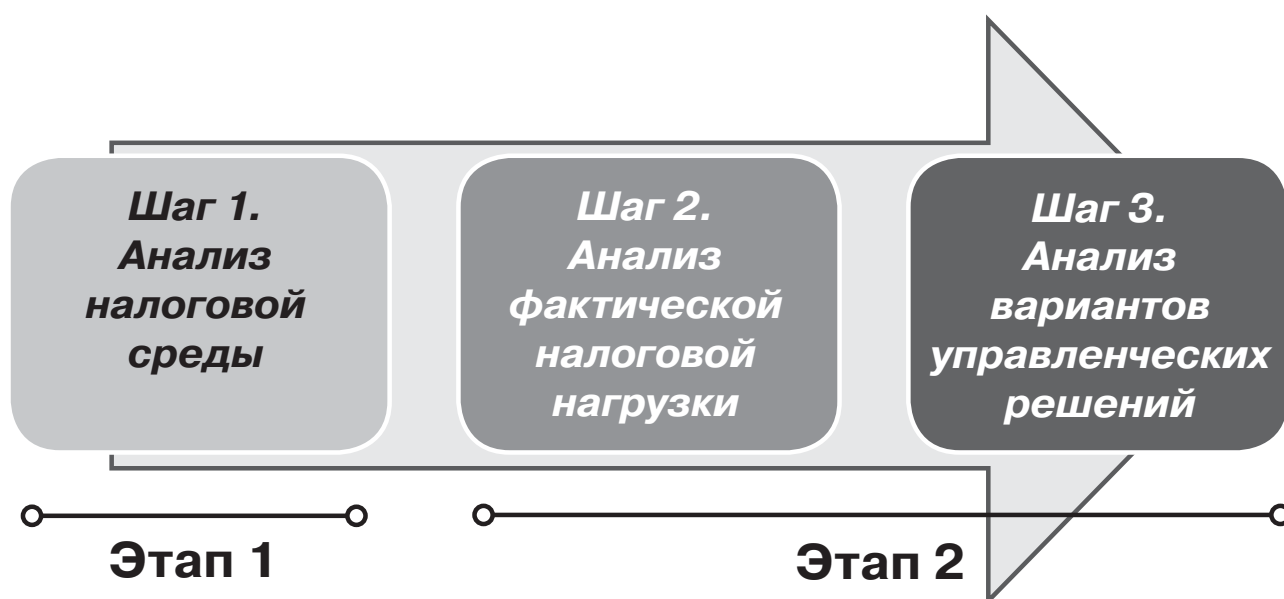 Шаг 1.
Анализ
налоговой
среды
Шаг 2.
Анализ
фактической
налоговой
нагрузки
Шаг 3.
Анализ
вариантов
управленческих
решений
Этап 1
Этап 2